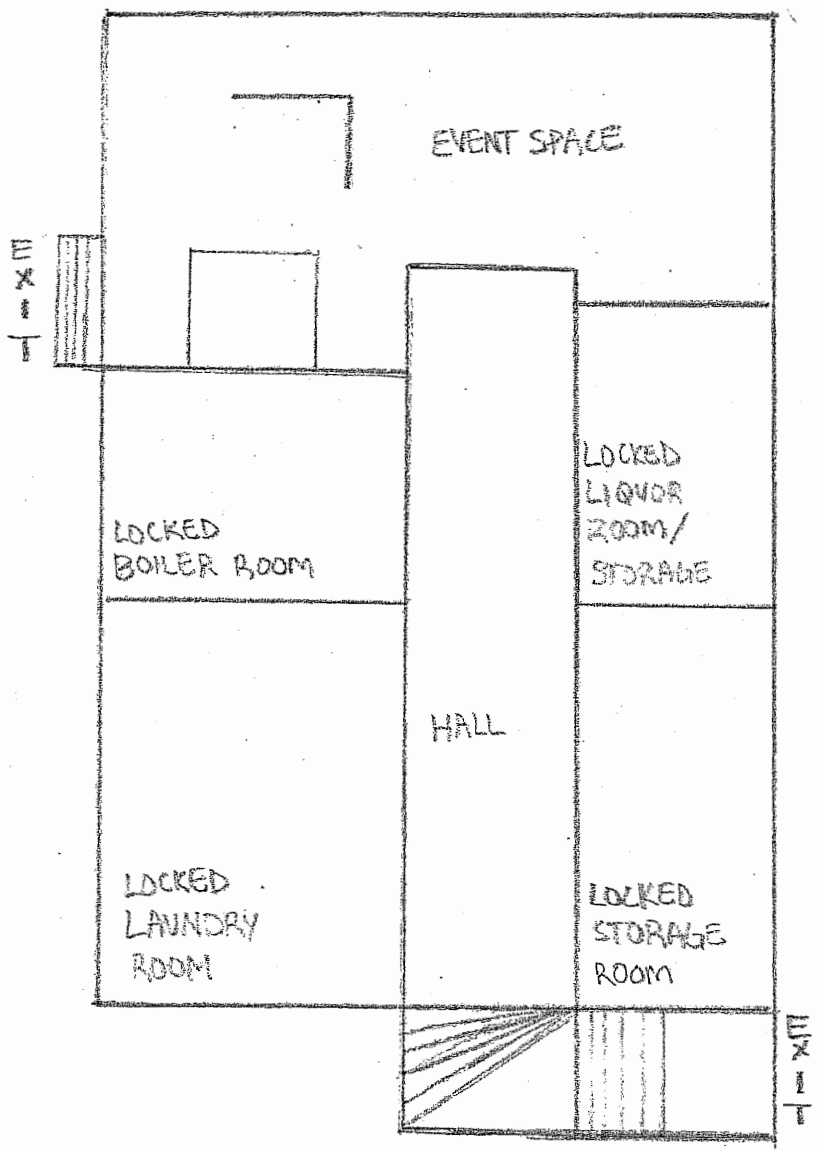 EVENT SPACE
EXIT
LOCKED
LIQUOR
ROOM/
STORAGE
LOCKED
BOILER ROOM
HALL
LOCKED
LAUNDRY
ROOM
LOCKED
STORAGE
ROOM
EXIT